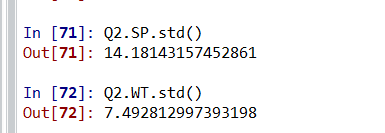 In [71]: Q2.SP.std()
Out[71]: 14.18143157452861
In [72]: Q2.WT.std()
Out[72]: 7.492812997393198